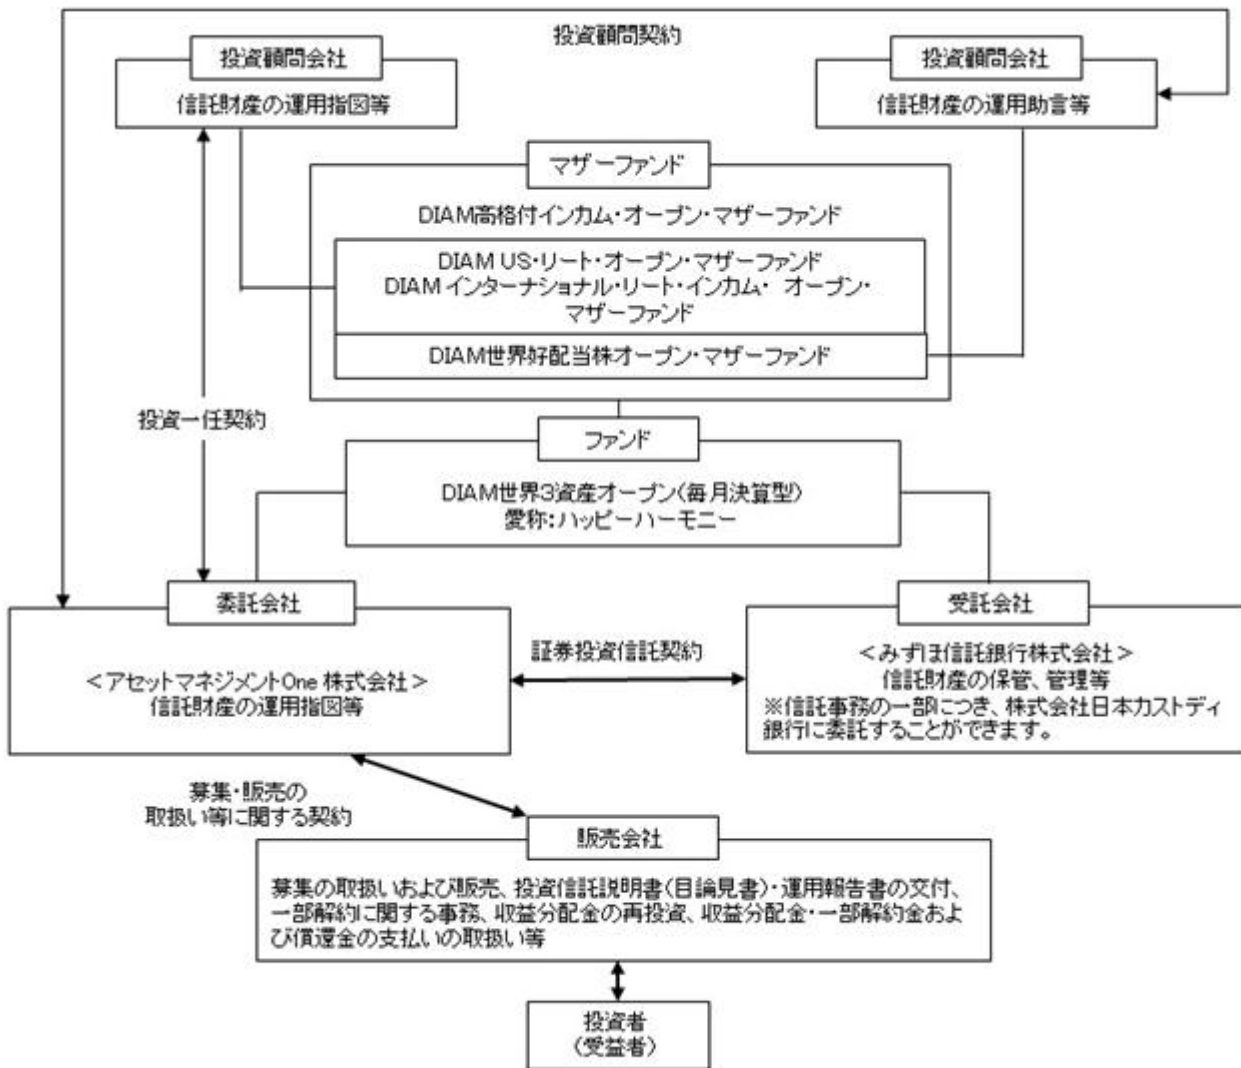 投資顧問契約
投資顧問会社
信託財産の運用指図等
投資顧問会社
信託財産の運用助言等
マザーファンド
DIAM高格付インカム・オープン・マザーファンド
DIAM US・リート・オープン・マザーファンド
DIAM インターナショナル・リート・インカム・ オープン・
マザーファンド
DIAM世界好配当株オープン・マザーファンド
投資一任契約
ファンド
DIAM世界3資産オープン(毎月決算型)
愛称:ハッピーハーモニー
委託会社
<アセットマネジメントOne 株式会社>
信託財産の運用指図等
証券投資信託契約
受託会社
<みずほ信託銀行株式会社>
信託財産の保管、管理等
※信託事務の一部につき、株式会社日本カストディ
銀行に委託することができます。
募集・販売の
取扱い等に関する契約
販売会社
募集の取扱いおよび販売、投資信託説明書(目論見書)・運用報告書の交付、
一部解約に関する事務、収益分配金の再投資、収益分配金・一部解約金およ
び償還金の支払いの取扱い等
投資者
(受益者)